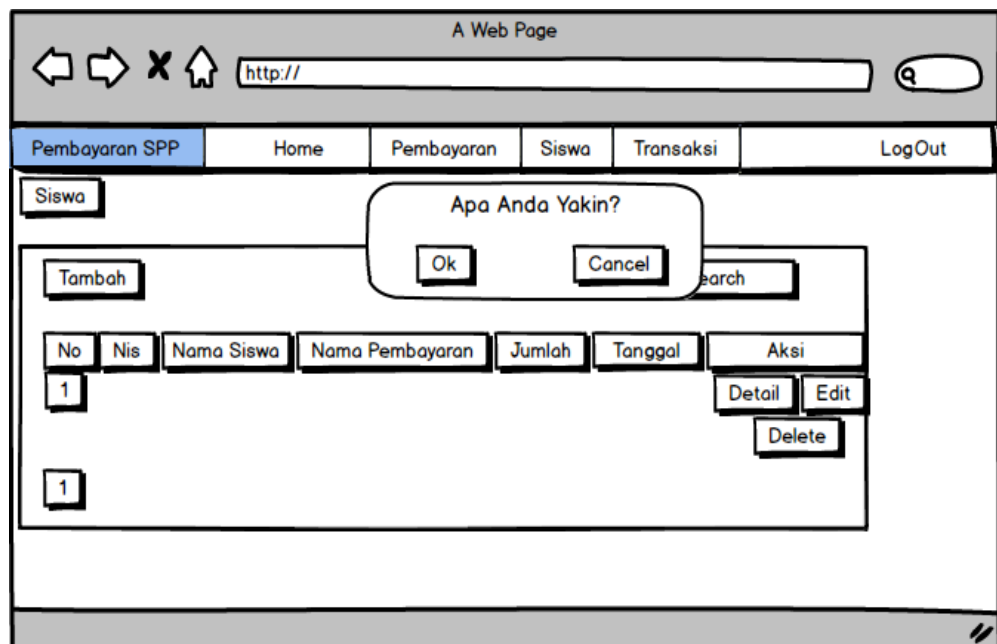 A Web Page
http://
Pembayaran SPP Home Pembayaran Siswa Transaksi LogOut
Siswa
Apa Anda Yakin?
Ok Cancel
Tambah earch
No Nis Nama Siswa Nama Pembayaran Jumlah Tanggal Aksi
1 Detail Edit
Delete
1